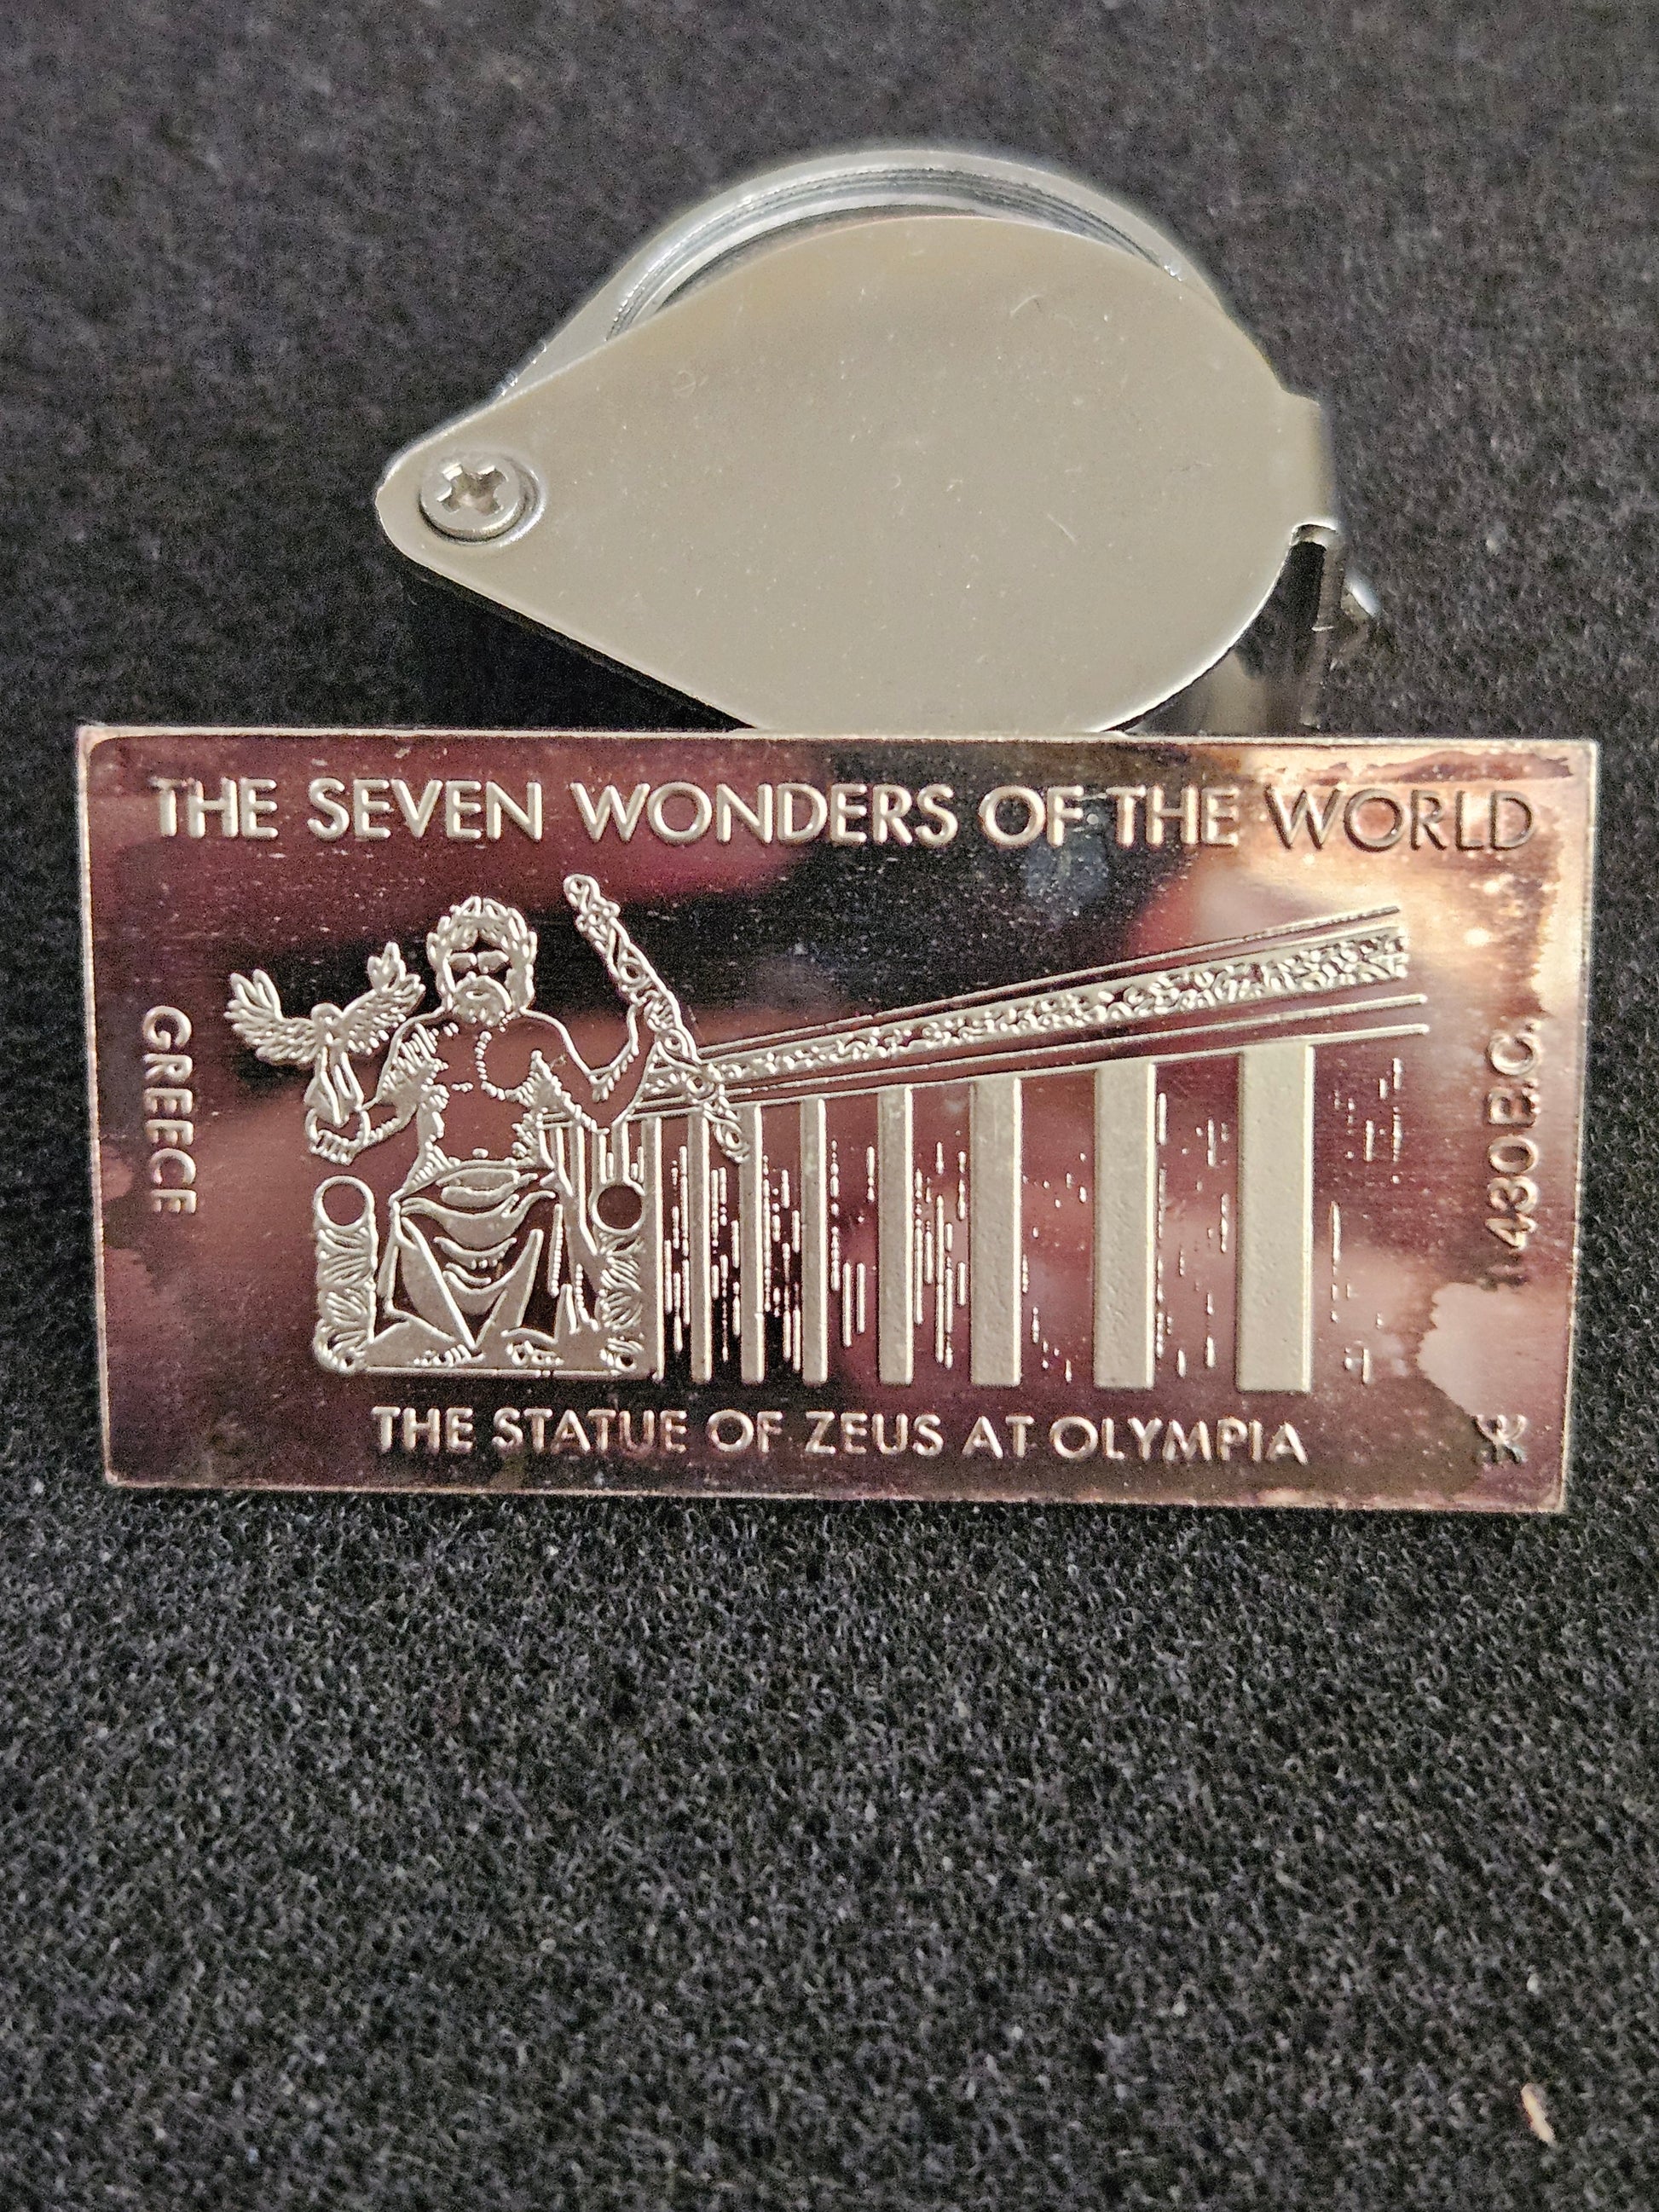 THE SEVEN WONDERS OF THE WORLD
GREECE
430 B.C.
THE STATUE OF ZEUS AT OLYMPIA